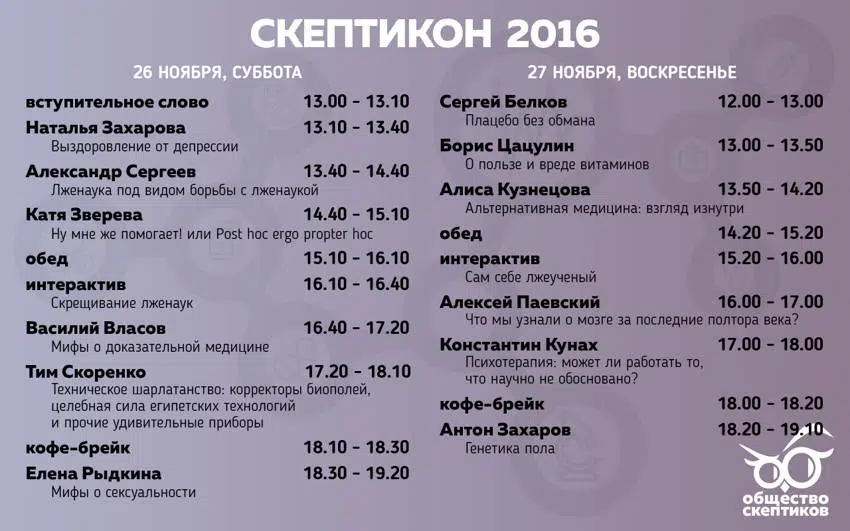 СКЕПТИКОН 2016
26 НОЯБРЯ, СУББОТА
вступительное слово 13.00 – 13.10
Наталья Захарова 13.10 – 13.40
Выздоровление от депрессии
Александр Сергеев 13.40 – 14.40
Лженаука под видом борьбы с лженаукой
Катя Зверева 14.40 – 15.10
Ну мне же помогает! или Post hoc ergo propter hoc
обед 15.10 – 16.10
интерактив 16.10 – 16.40
Скрещивание лженаук
Василий Власов 16.40 – 17.20
Мифы о доказательной медицине
Тим Скоренко 17.20 – 18.10
Техническое шарлатанство: корректоры биополей,
целебная сила египетских технологий
и прочие удивительные приборы
кофе-брейк 18.10 – 18.30
Елена Рыдкина 18.30 – 19.20
Мифы о сексуальности
27 НОЯБРЯ, ВОСКРЕСЕНЬЕ
Сергей Белков 12.00 – 13.00
Плацебо без обмана
Борис Цацулин 13.00 – 13.50
О пользе и вреде витаминов
Алиса Кузнецова 13.50 – 14.20
Альтернативная медицина: взгляд изнутри
обед 14.20 – 15.20
интерактив 15.20 – 16.00
Сам себе лжеученый
Алексей Паевский 16.00 – 17.00
Что мы узнали о мозге за последние полтора века?
Константин Кунах 17.00 – 18.00
Психотерапия: может ли работать то,
что научно не обосновано?
кофе-брейк 18.00 – 18.20
Антон Захаров 18.20 – 19.10
Генетика пола
общество
скептиков